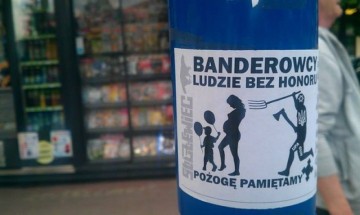 BANDEROWCY
LUDZIE BEZ HONORU
POŻOGĘ PAMIĘTAMY